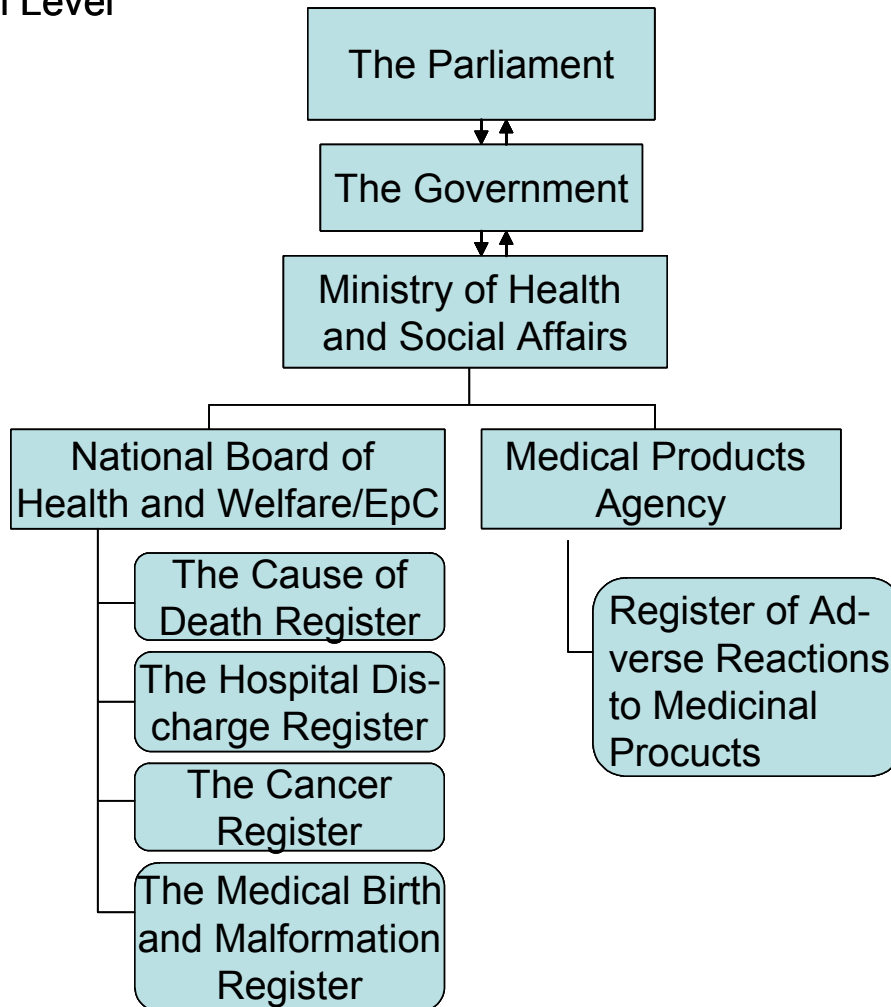 Level
The Parliament
The Government
Ministry of Health
and Social Affairs
National Board of
Health and Welfare/EpC
Medical Products
Agency
The Cause of
Death Register
The Hospital Dis-
charge Register
The Cancer
Register
The Medical Birth
and Malformation
Register
Register of Ad-
verse Reactions
to Medicinal
Procucts